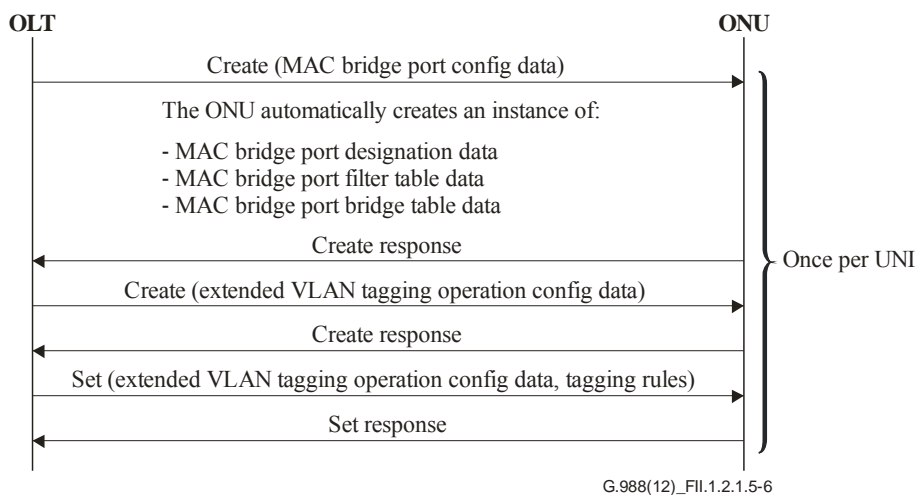 OLT
ONU
Create (MAC bridge port config data)
The ONU automatically creates an instance of:
- MAC bridge port designation data
- MAC bridge port filter table data
- MAC bridge port bridge table data
Create response
Once per UNI
Create (extended VLAN tagging operation config data)
Create response
Set (extended VLAN tagging operation config data, tagging rules)
Set response
G.988(12)_FII.1.2.1.5-6